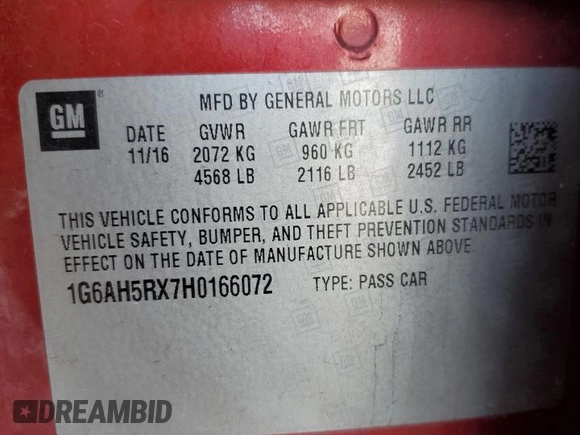 GM ®
MFD BY GENERAL MOTORS LLC
DATE GVWR GAWR FRT GAWR RR
11/16 2072 KG 960 KG 1112 KG
4568 LB 2116 LB 2452 LB
THIS VEHICLE CONFORMS TO ALL APPLICABLE U.S. FEDERAL MOTOR
VEHICLE SAFETY, BUMPER, AND THEFT PREVENTION STANDARDS IN
EFFECT ON THE DATE OF MANUFACTURE SHOWN ABOVE.
1G6AH5RX7H0166072 TYPE: PASS CAR
DREAMBID